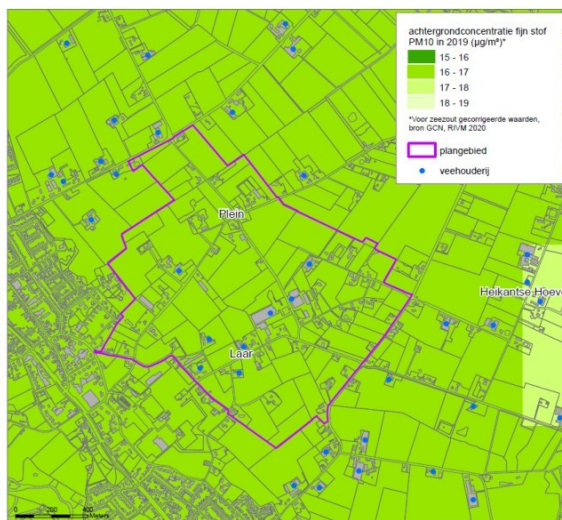 achtergrondconcentratie fijn stof
PM10 in 2019 (µg/m³)*
15 - 16
16 - 17
17 - 18
18 - 19
*Voor zeezout gecorrigeerde waarden,
bron GCN, RIVM 2020
plangebied
veehouderij
Plein
Heikantse Hoeve
Laar
0 200 400
Meters